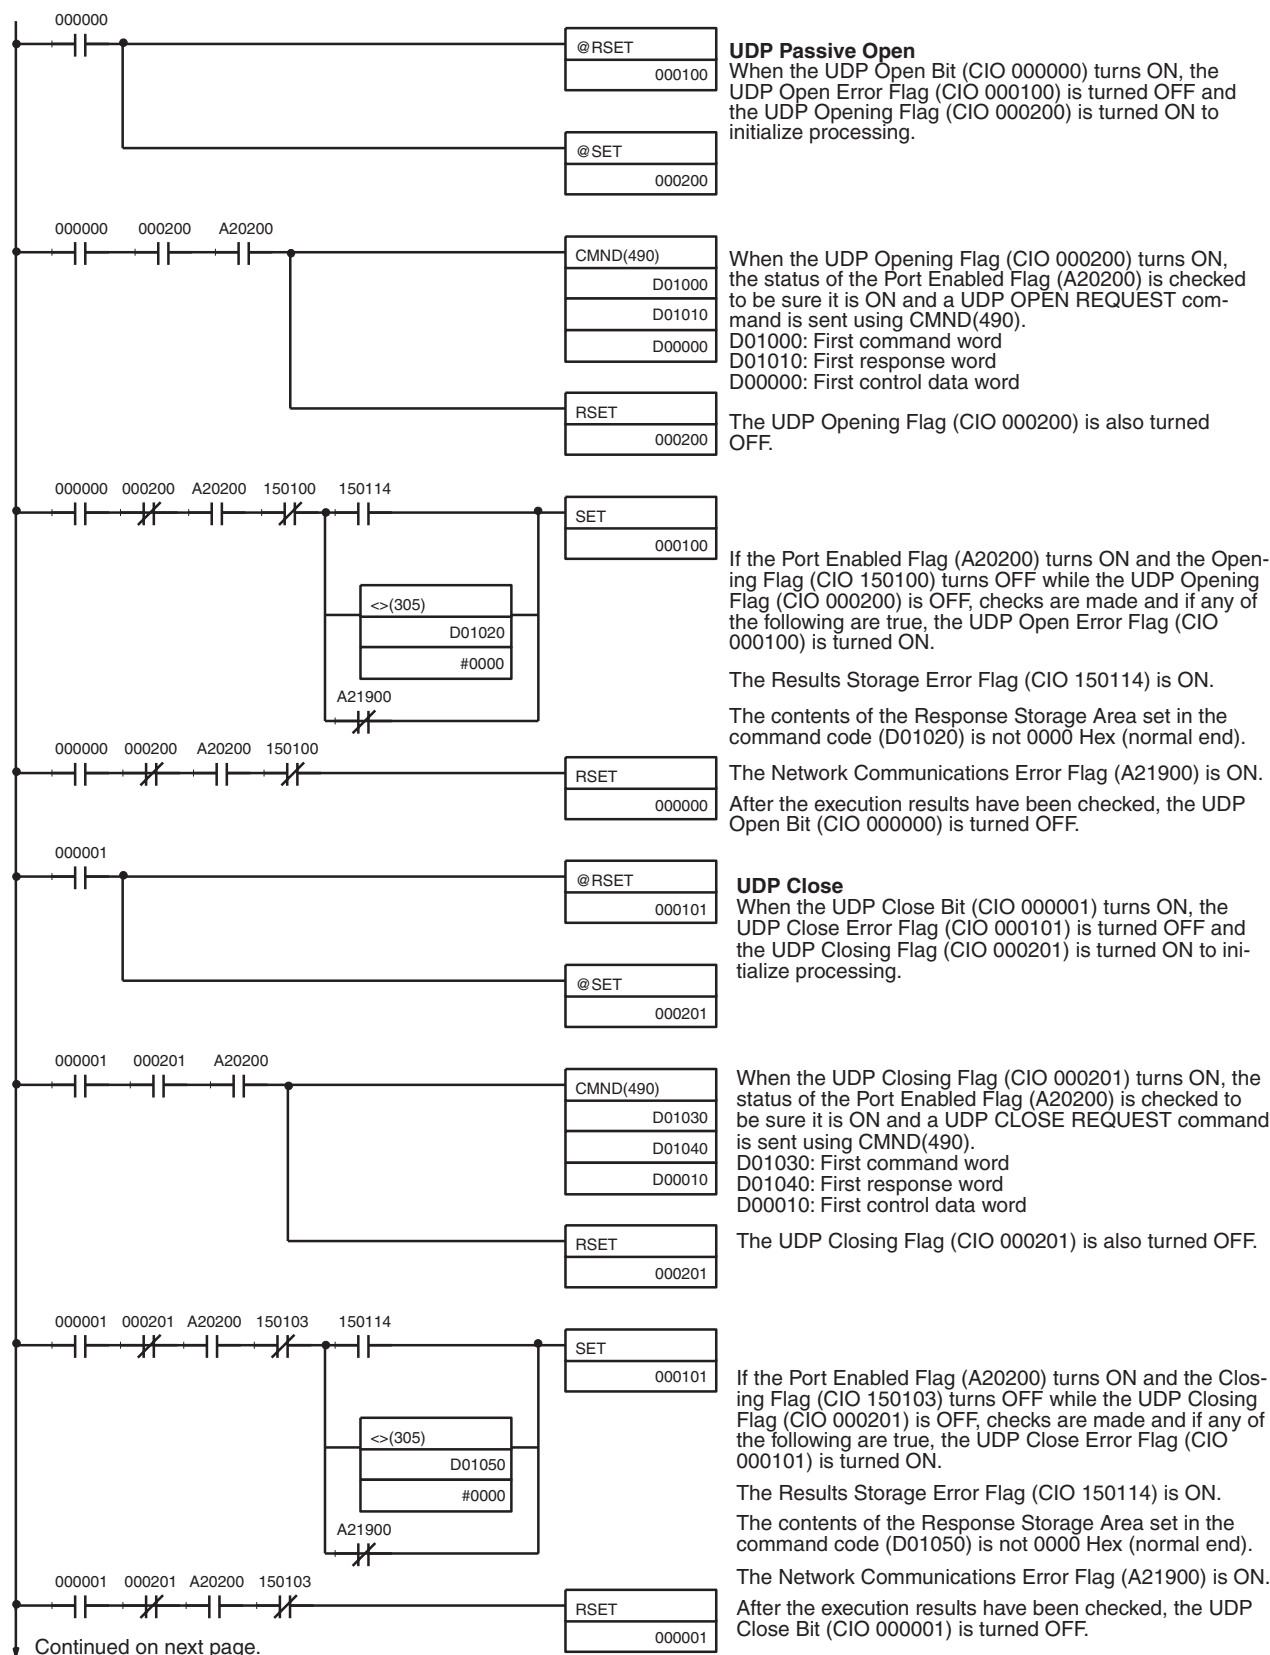 000000
@RSET
000100
UDP Passive Open
When the UDP Open Bit (CIO 000000) turns ON, the
UDP Open Error Flag (CIO 000100) is turned OFF and
the UDP Opening Flag (CIO 000200) is turned ON to
initialize processing.
@SET
000200
000000 000200 A20200
CMND(490)
D01000
D01010
D00000
When the UDP Opening Flag (CIO 000200) turns ON,
the status of the Port Enabled Flag (A20200) is checked
to be sure it is ON and a UDP OPEN REQUEST com-
mand is sent using CMND(490).
D01000: First command word
D01010: First response word
D00000: First control data word
RSET
000200
The UDP Opening Flag (CIO 000200) is also turned
OFF.
000000 000200 A20200 150100 150114
SET
000100
<>(305)
D01020
#0000
A21900
If the Port Enabled Flag (A20200) turns ON and the Open-
ing Flag (CIO 150100) turns OFF while the UDP Opening
Flag (CIO 000200) is OFF, checks are made and if any of
the following are true, the UDP Open Error Flag (CIO
000100) is turned ON.
The Results Storage Error Flag (CIO 150114) is ON.
The contents of the Response Storage Area set in the
command code (D01020) is not 0000 Hex (normal end).
000000 000200 A20200 150100
RSET
000000
The Network Communications Error Flag (A21900) is ON.
After the execution results have been checked, the UDP
Open Bit (CIO 000000) is turned OFF.
000001
@RSET
000101
UDP Close
When the UDP Close Bit (CIO 000001) turns ON, the
UDP Close Error Flag (CIO 000101) is turned OFF and
the UDP Closing Flag (CIO 000201) is turned ON to ini-
tialize processing.
@SET
000201
000001 000201 A20200
CMND(490)
D01030
D01040
D00010
When the UDP Closing Flag (CIO 000201) turns ON, the
status of the Port Enabled Flag (A20200) is checked to
be sure it is ON and a UDP CLOSE REQUEST command
is sent using CMND(490).
D01030: First command word
D01040: First response word
D00010: First control data word
RSET
000201
The UDP Closing Flag (CIO 000201) is also turned OFF.
000001 000201 A20200 150103 150114
SET
000101
<>(305)
D01050
#0000
A21900
If the Port Enabled Flag (A20200) turns ON and the Clos-
ing Flag (CIO 150103) turns OFF while the UDP Closing
Flag (CIO 000201) is OFF, checks are made and if any of
the following are true, the UDP Close Error Flag (CIO
000101) is turned ON.
The Results Storage Error Flag (CIO 150114) is ON.
The contents of the Response Storage Area set in the
command code (D01050) is not 0000 Hex (normal end).
The Network Communications Error Flag (A21900) is ON.
000001 000201 A20200 150103
RSET
000001
After the execution results have been checked, the UDP
Close Bit (CIO 000001) is turned OFF.
Continued on next page.